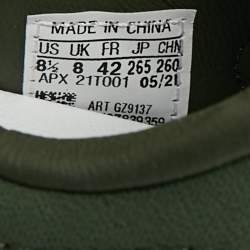 MADE IN CHINA
US UK FR JP CHN
8½ 8 42 265 260
APX 21T001 05/2
ART GZ9137